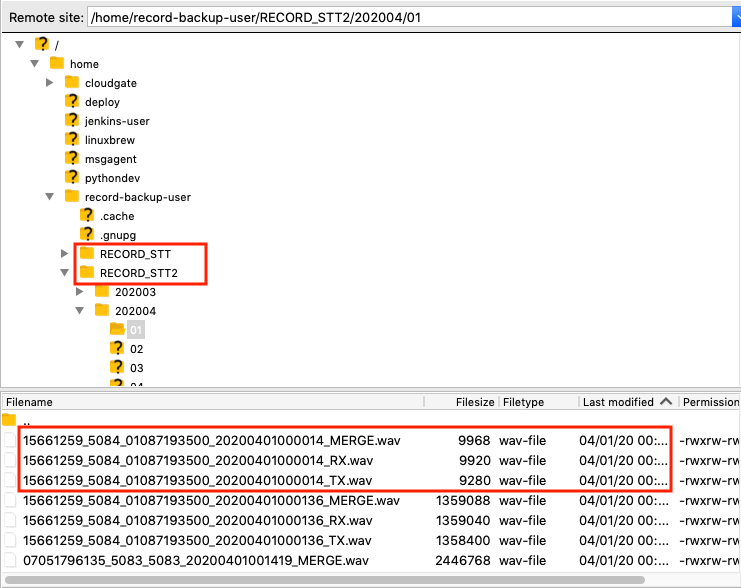 Remote site: /home/record-backup-user/RECORD_STT2/202004/01
/
home
cloudgate
deploy
jenkins-user
linuxbrew
msgagent
pythondev
record-backup-user
.cache
.gnupg
RECORD_STT
RECORD_STT2
202003
202004
01
02
03
04
Filename Filesize Filetype Last modified Permission
..
15661259_5084_01087193500_20200401000014_MERGE.wav 9968 wav-file 04/01/20 00:... -rwxrw-rw
15661259_5084_01087193500_20200401000014_RX.wav 9920 wav-file 04/01/20 00:... -rwxrw-rw
15661259_5084_01087193500_20200401000014_TX.wav 9280 wav-file 04/01/20 00:... -rwxrw-rw
15661259_5084_01087193500_20200401000136_MERGE.wav 1359088 wav-file 04/01/20 00:... -rwxrw-rw
15661259_5084_01087193500_20200401000136_RX.wav 1359040 wav-file 04/01/20 00:... -rwxrw-rw
15661259_5084_01087193500_20200401000136_TX.wav 1358400 wav-file 04/01/20 00:... -rwxrw-rw
07051796135_5083_5083_20200401001419_MERGE.wav 2446768 wav-file 04/01/20 00:... -rwxrw-rw